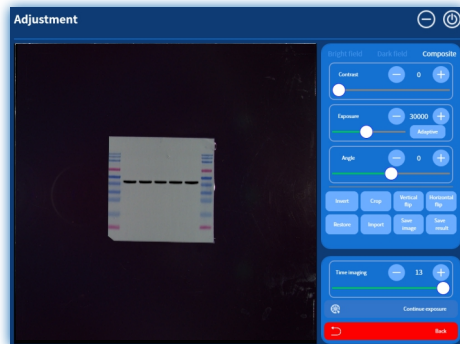 Adjustment
Bright field Dark field Composite
Contrast 0
Exposure 30000
Adaptive
Angle 0
Invert Crop Vertical flip Horizontal flip
Restore Import Save image Save result
Time imaging 13
Continue exposure
Back